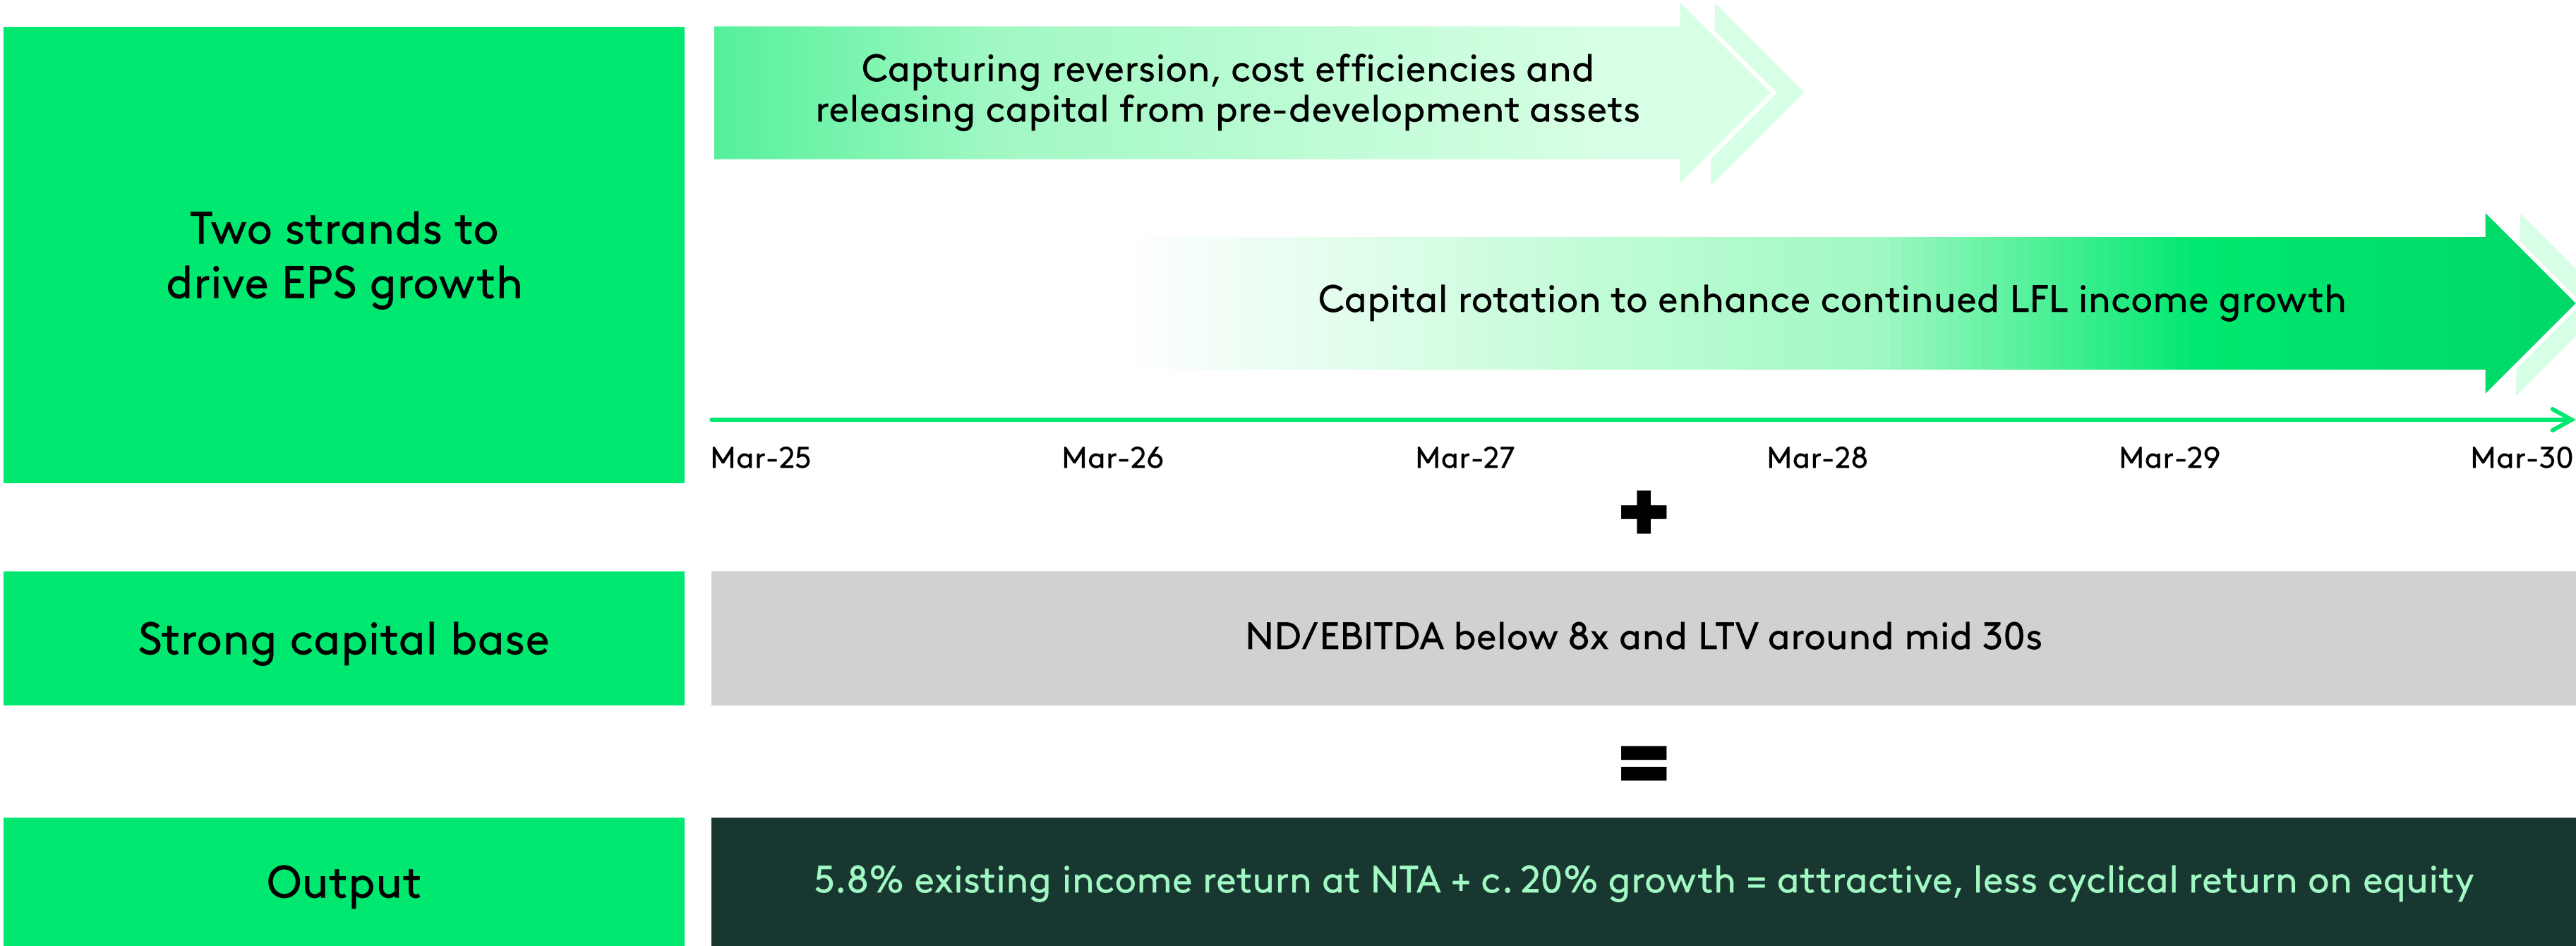 Two strands to
drive EPS growth
Capturing reversion, cost efficiencies and
releasing capital from pre-development assets
Capital rotation to enhance continued LFL income growth
Mar-25
Mar-26
Mar-27
Mar-28
Mar-29
Mar-30
+
Strong capital base
ND/EBITDA below 8x and LTV around mid 30s
=
Output
5.8% existing income return at NTA + c. 20% growth = attractive, less cyclical return on equity